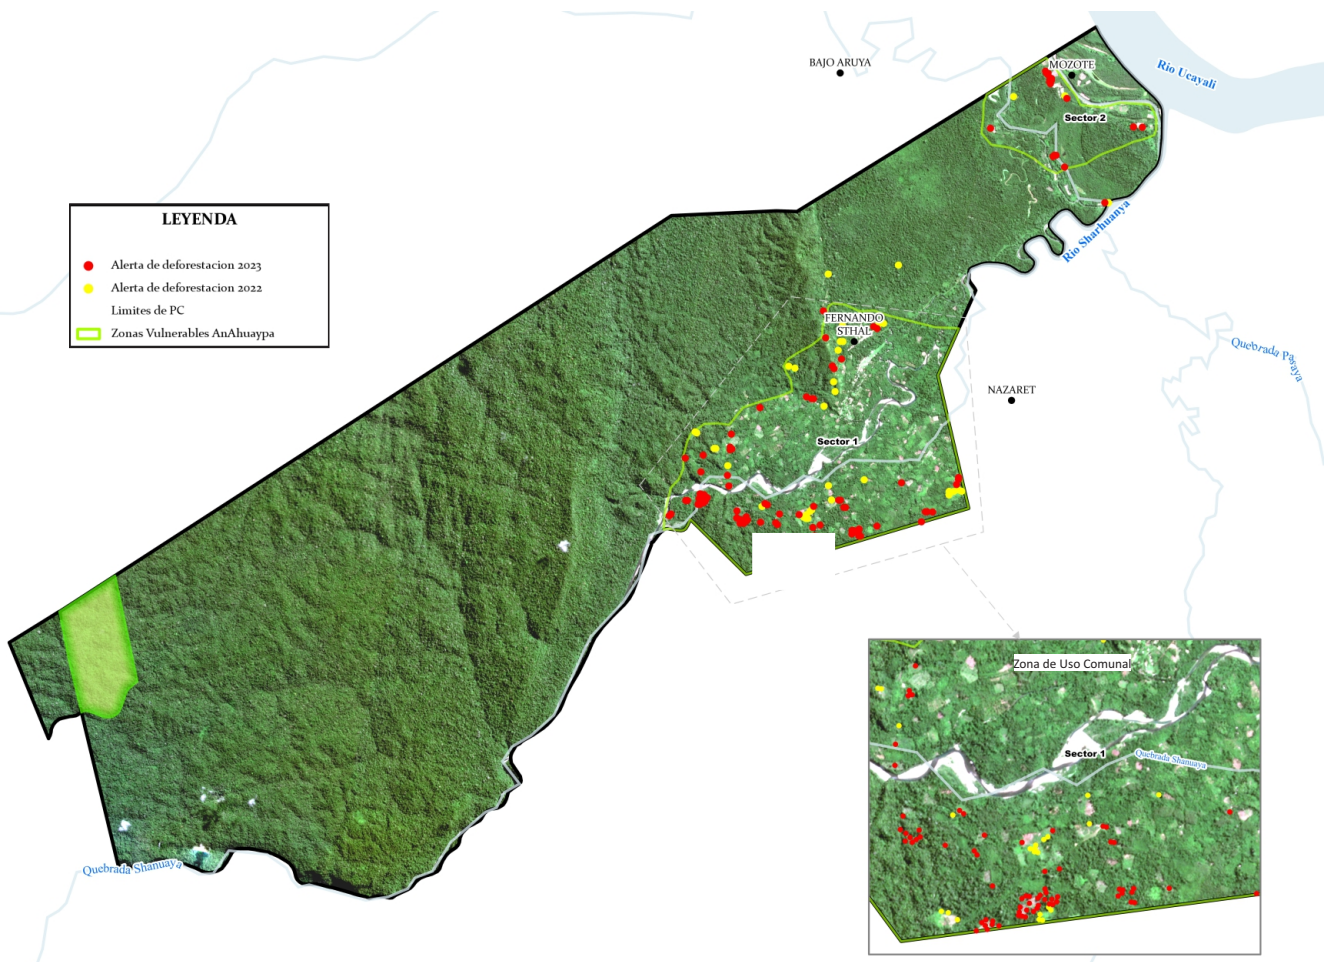 BAJO ARUYA
MOZOTE
Rio Ucayali
Sector 2
LEYENDA
Alerta de deforestacion 2023
Alerta de deforestacion 2022
Limites de PC
Zonas Vulnerables AnAhuaypa
Rio Sharhuanya
FERNANDO
STHAL
Quebrada Pasaya
NAZARET
Sector 1
Zona de Uso Comunal
Sector 1
Quebrada Shanuaya
Quebrada Shanuaya